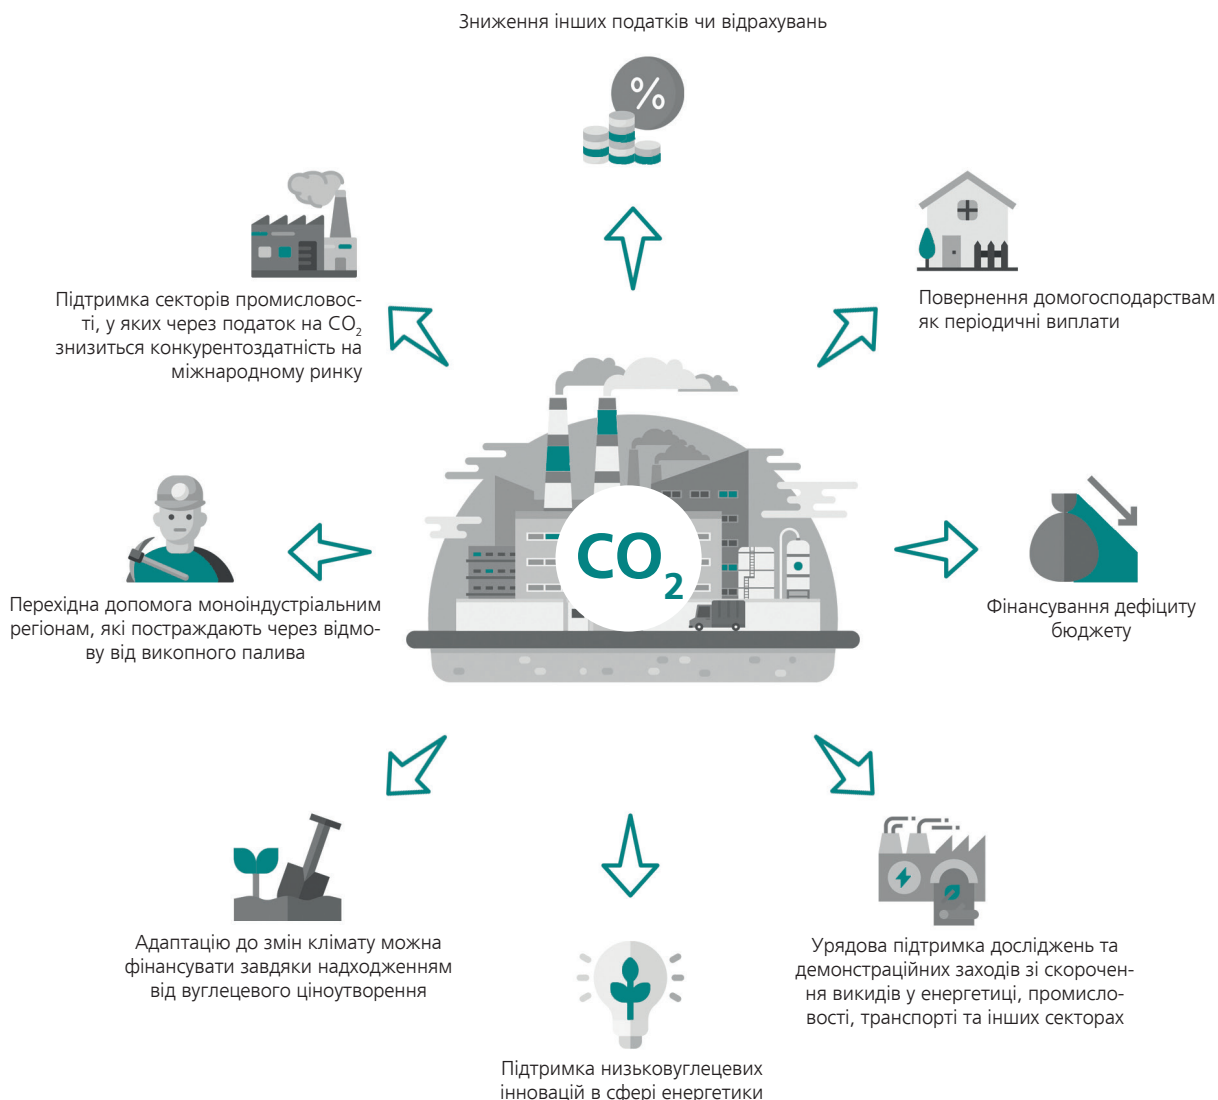 Зниження інших податків чи відрахувань
%
Підтримка секторів промисловос-
ті, у яких через податок на CO₂
знизиться конкурентоздатність на
міжнародному ринку
Повернення домогосподарствам
як періодичні виплати
CO₂
Перехідна допомога моноіндустріальним
регіонам, які постраждають через відмо-
ву від викопного палива
Фінансування дефіциту
бюджету
Адаптацію до змін клімату можна
фінансувати завдяки надходженням
від вуглецевого ціноутворення
Урядова підтримка досліджень та
демонстраційних заходів зі скорочен-
ня викидів у енергетиці, промисло-
вості, транспорті та інших секторах
Підтримка низьковуглецевих
інновацій в сфері енергетики